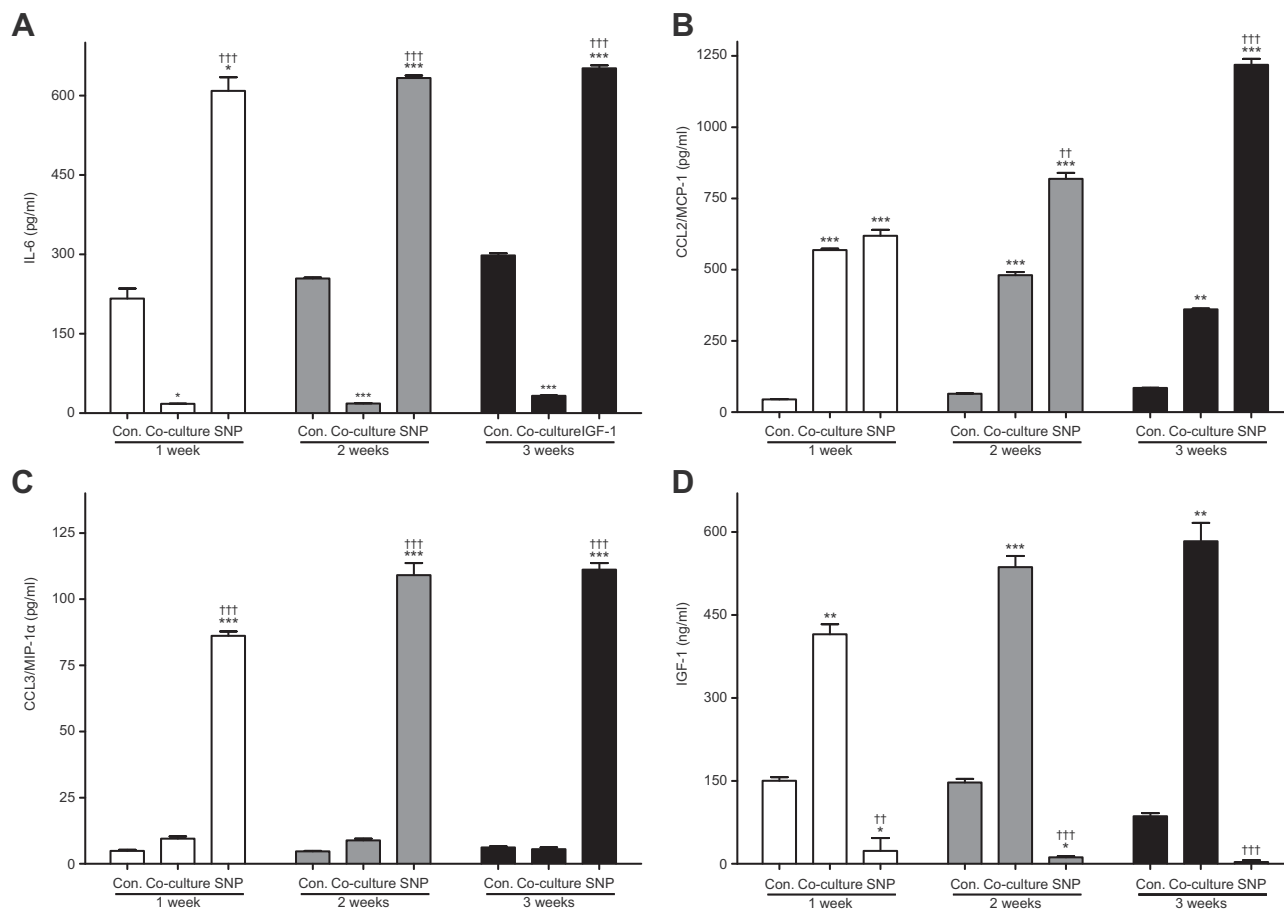 A
IL-6 (pg/ml)
600
450
300
150
0
†††
*
*
†††
***
***
†††
***
***
Con. Co-culture SNP
Con. Co-culture SNP
Con. Co-cultureIGF-1
1 week
2 weeks
3 weeks
B
CCL2/MCP-1 (pg/ml)
1250
1000
750
500
250
0
***
***
***
††
***
**
†††
***
Con. Co-culture SNP
Con. Co-culture SNP
Con. Co-culture SNP
1 week
2 weeks
3 weeks
C
CCL3/MIP-1α (pg/ml)
125
100
75
50
25
0
†††
***
†††
***
†††
***
Con. Co-culture SNP
Con. Co-culture SNP
Con. Co-culture SNP
1 week
2 weeks
3 weeks
D
IGF-1 (ng/ml)
600
450
300
150
0
**
††
*
***
†††
*
**
†††
Con. Co-culture SNP
Con. Co-culture SNP
Con. Co-culture SNP
1 week
2 weeks
3 weeks